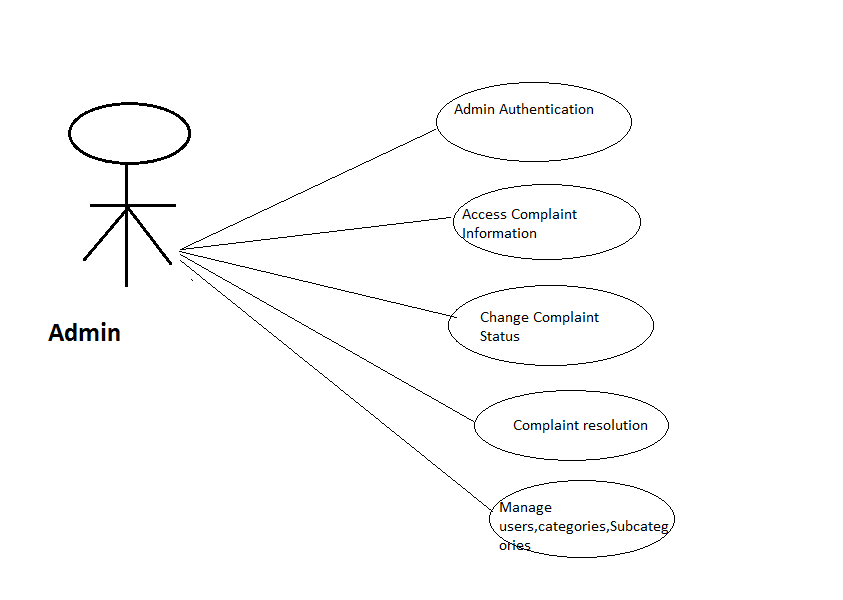 Admin Authentication
Access Complaint
Information
Change Complaint
Status
Admin
Complaint resolution
Manage
users,categories,Subcateg
ories